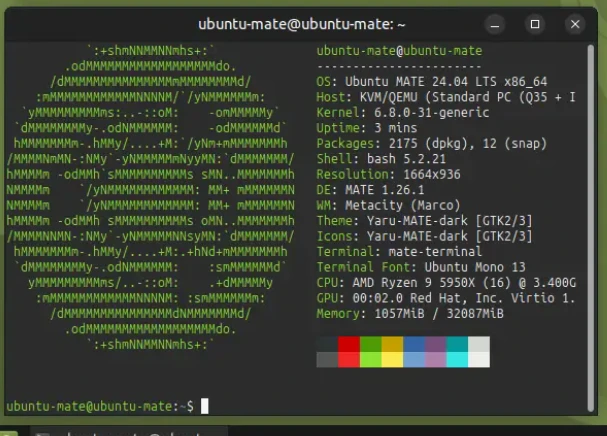 ubuntu-mate@ubuntu-mate: ~
ubuntu-mate@ubuntu-mate
-----------------------
OS: Ubuntu MATE 24.04 LTS x86_64
Host: KVM/QEMU (Standard PC (Q35 + I
Kernel: 6.8.0-31-generic
Uptime: 3 mins
Packages: 2175 (dpkg), 12 (snap)
Shell: bash 5.2.21
Resolution: 1664x936
DE: MATE 1.26.1
WM: Metacity (Marco)
Theme: Yaru-MATE-dark [GTK2/3]
Icons: Yaru-MATE-dark [GTK2/3]
Terminal: mate-terminal
Terminal Font: Ubuntu Mono 13
CPU: AMD Ryzen 9 5950X (16) @ 3.400G
GPU: 00:02.0 Red Hat, Inc. Virtio 1.
Memory: 1057MiB / 32087MiB
ubuntu-mate@ubuntu-mate:~$